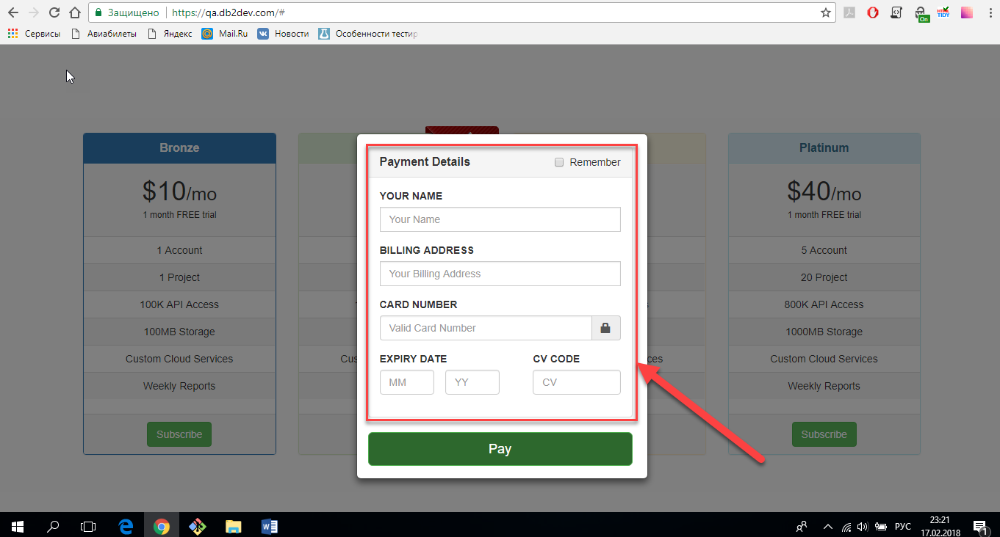 Защищено https://qa.db2dev.com/#
On
HTML TIDY
Сервисы Авиабилеты Яндекс Mail.Ru Новости Особенности тестир
Bronze
$10/mo
1 month FREE trial
1 Account
1 Project
100K API Access
100MB Storage
Custom Cloud Services
Weekly Reports
Subscribe
Payment Details
Remember
YOUR NAME
Your Name
BILLING ADDRESS
Your Billing Address
CARD NUMBER
Valid Card Number
EXPIRY DATE CV CODE
MM YY CV
Pay
Platinum
$40/mo
1 month FREE trial
5 Account
20 Project
800K API Access
1000MB Storage
Custom Cloud Services
Weekly Reports
Subscribe
РУС
23:21
17.02.2018
1